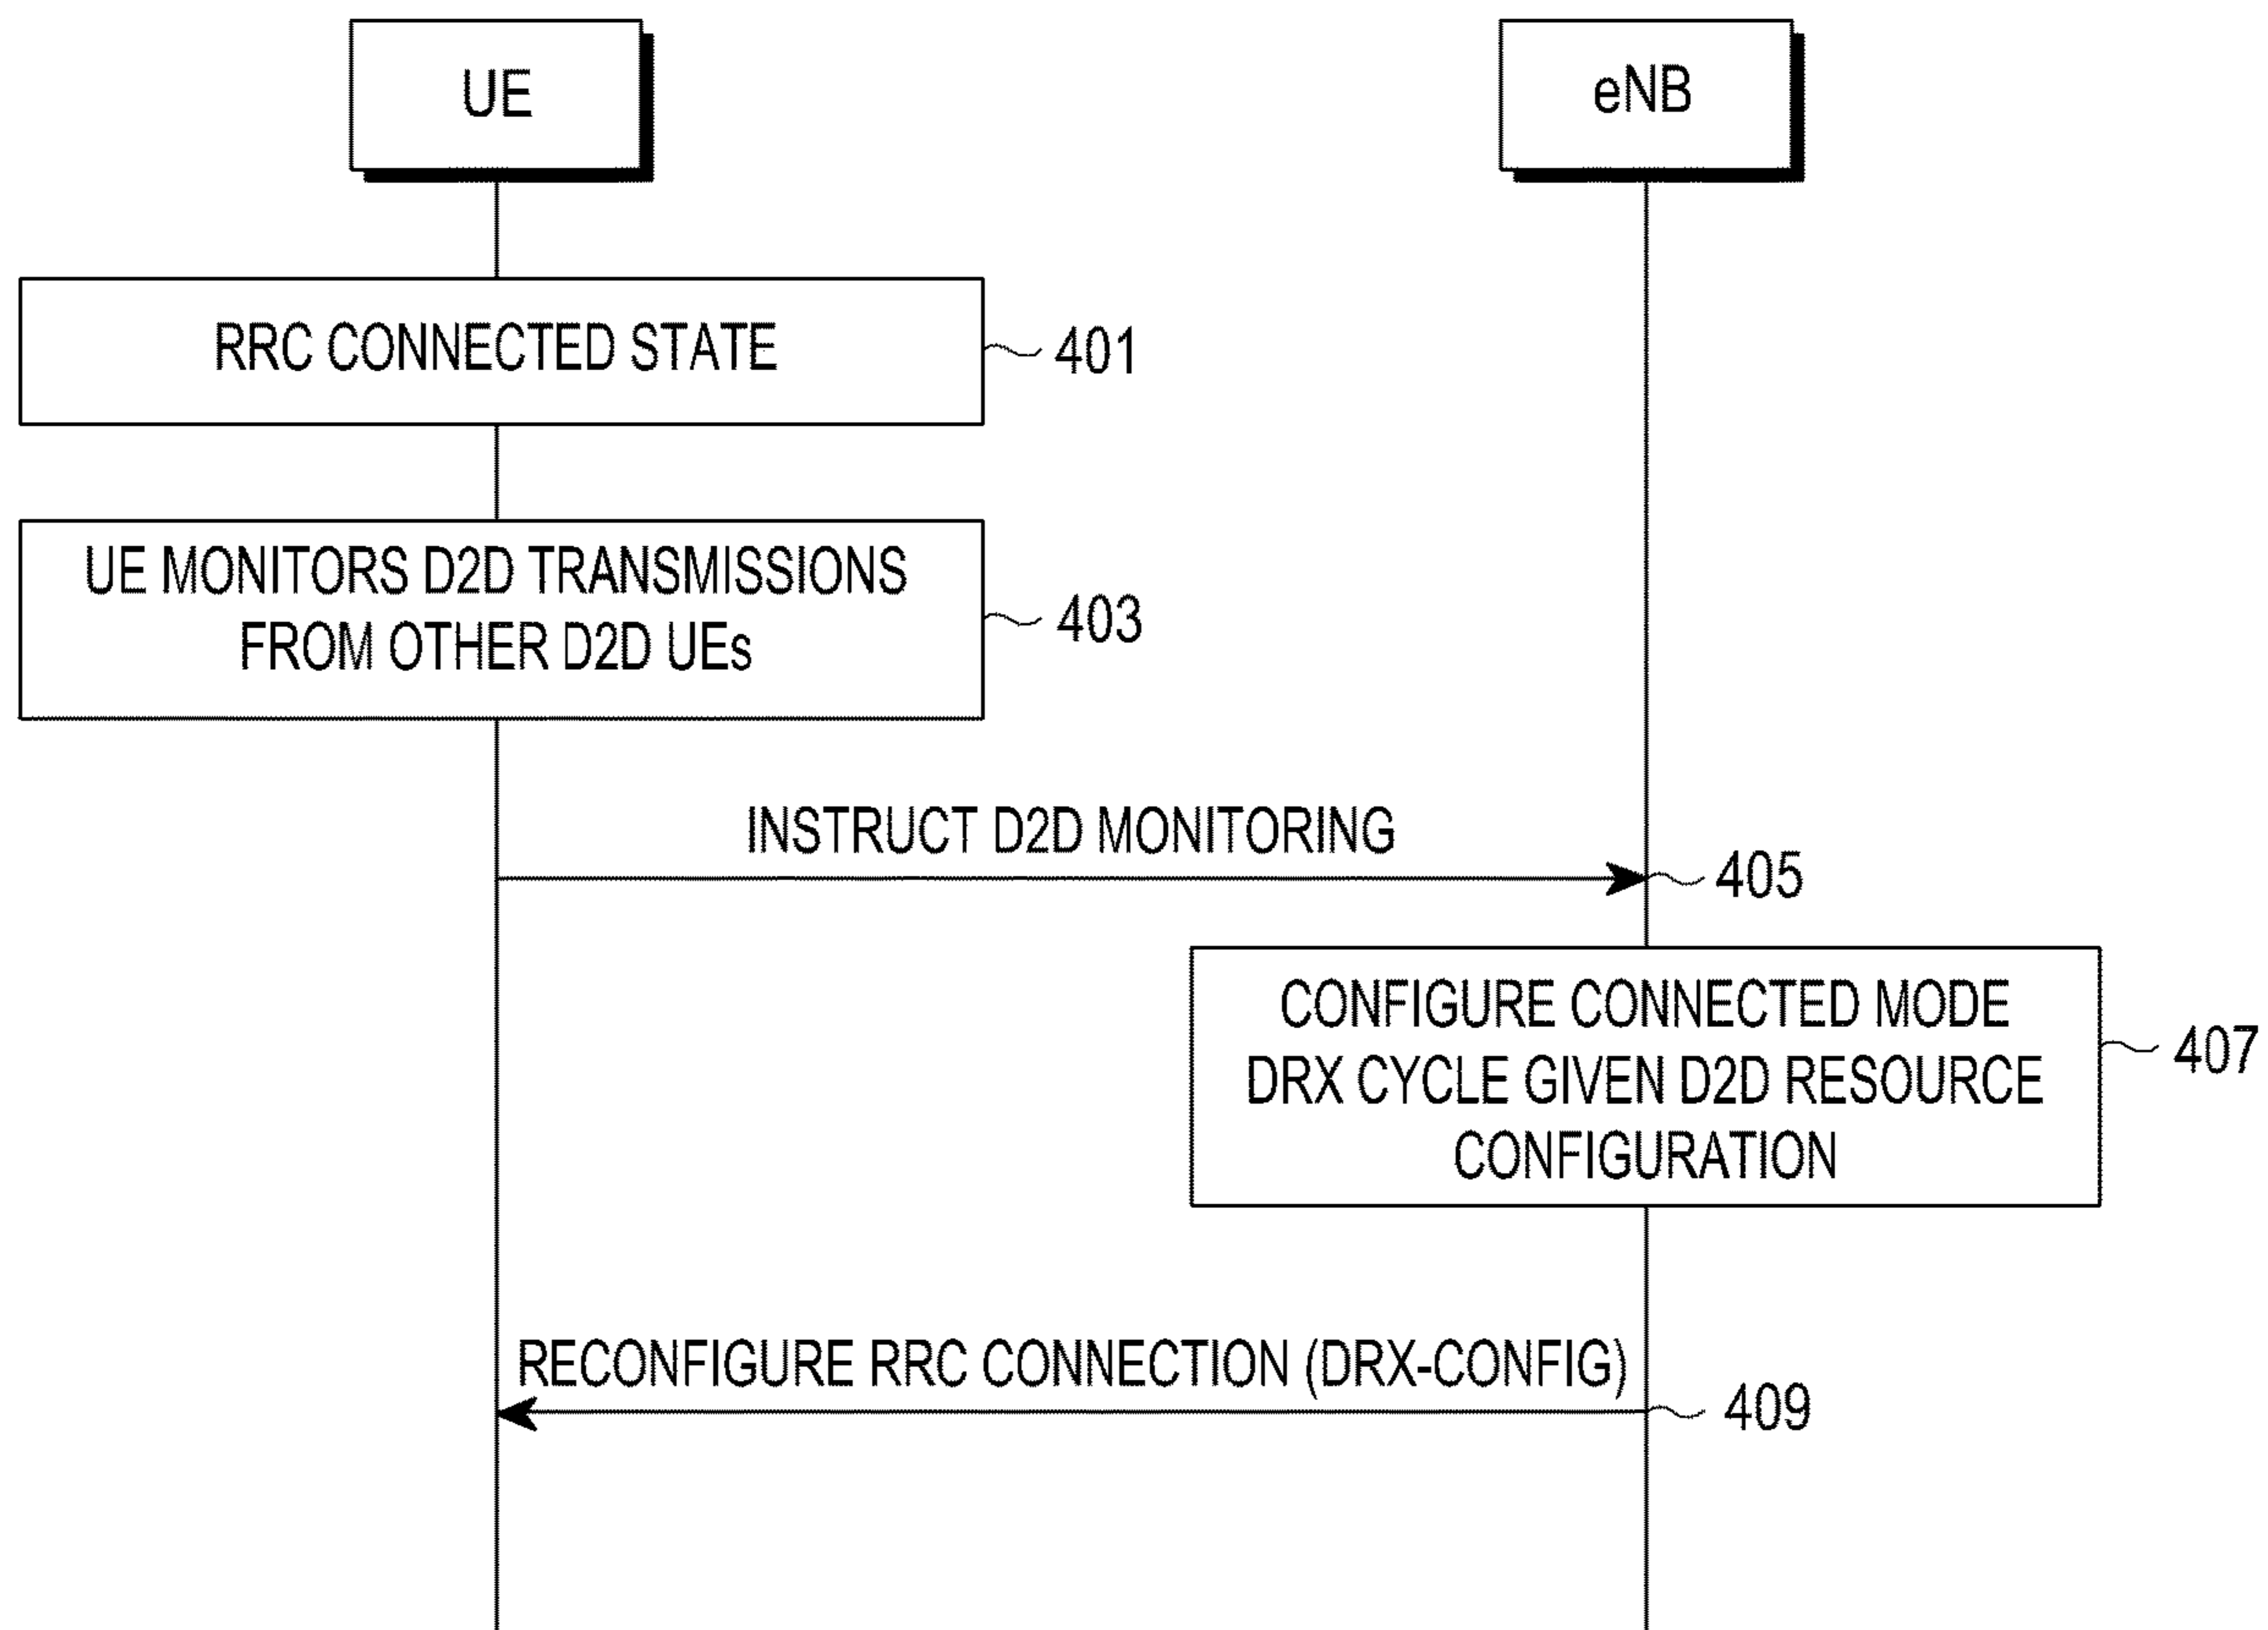 UE
eNB
RRC CONNECTED STATE
401
UE MONITORS D2D TRANSMISSIONS
FROM OTHER D2D UEs
403
INSTRUCT D2D MONITORING
405
CONFIGURE CONNECTED MODE
DRX CYCLE GIVEN D2D RESOURCE
CONFIGURATION
407
RECONFIGURE RRC CONNECTION (DRX-CONFIG)
409